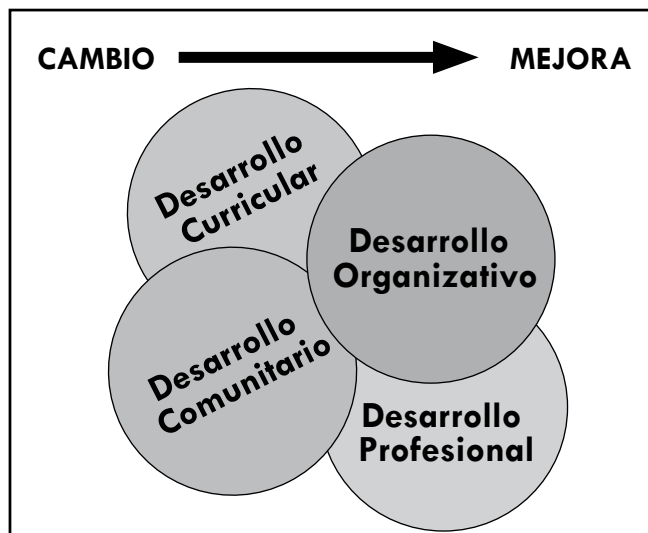 CAMBIO MEJORA
Desarrollo
Curricular
Desarrollo
Organizativo
Desarrollo
Comunitario
Desarrollo
Profesional